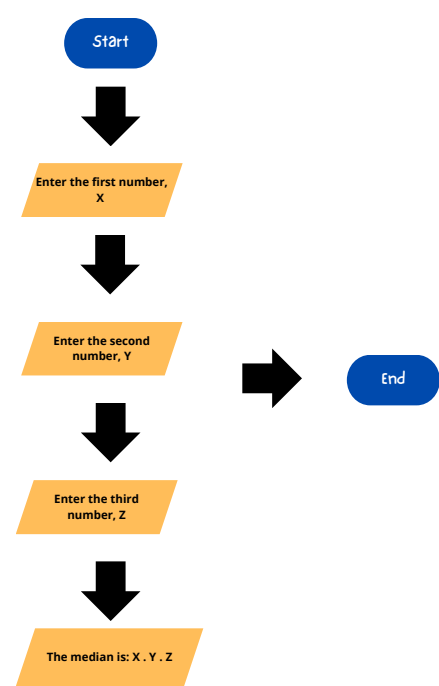 Start
Enter the first number,
X
Enter the second
number, Y
End
Enter the third
number, Z
The median is: X . Y . Z